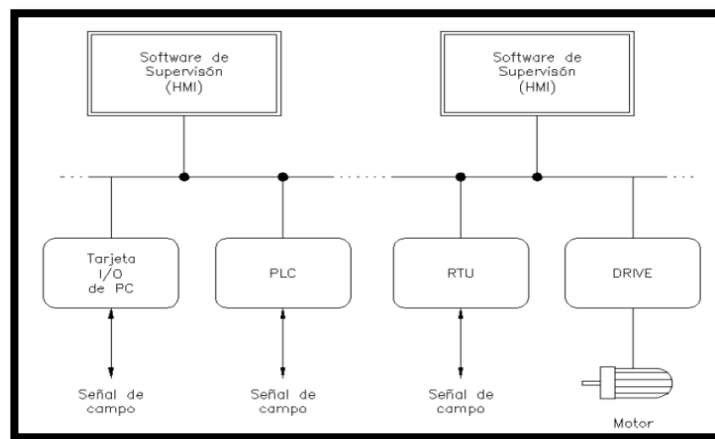 Software de
Supervisón
(HMI)
Software de
Supervisón
(HMI)
Tarjeta
I/O
de PC
PLC
RTU
DRIVE
Señal de
campo
Señal de
campo
Señal de
campo
Motor